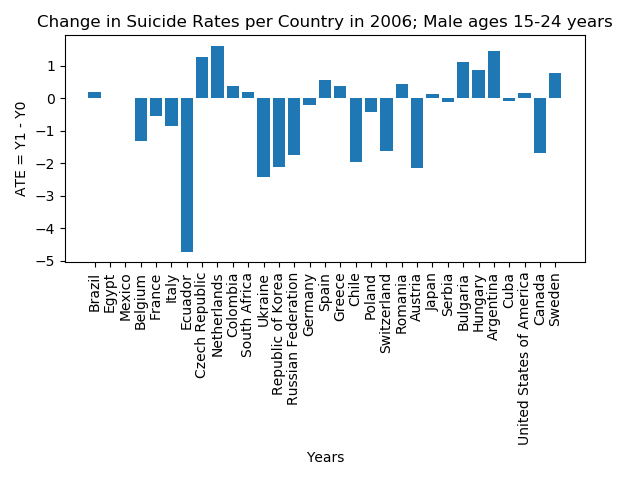 Change in Suicide Rates per Country in 2006; Male ages 15-24 years
ATE = Y1 - Y0
1
0
−1
−2
−3
−4
−5
Brazil
Egypt
Mexico
Belgium
France
Italy
Ecuador
Czech Republic
Netherlands
Colombia
South Africa
Ukraine
Republic of Korea
Russian Federation
Germany
Spain
Greece
Chile
Poland
Switzerland
Romania
Austria
Japan
Serbia
Bulgaria
Hungary
Argentina
Cuba
United States of America
Canada
Sweden
Years